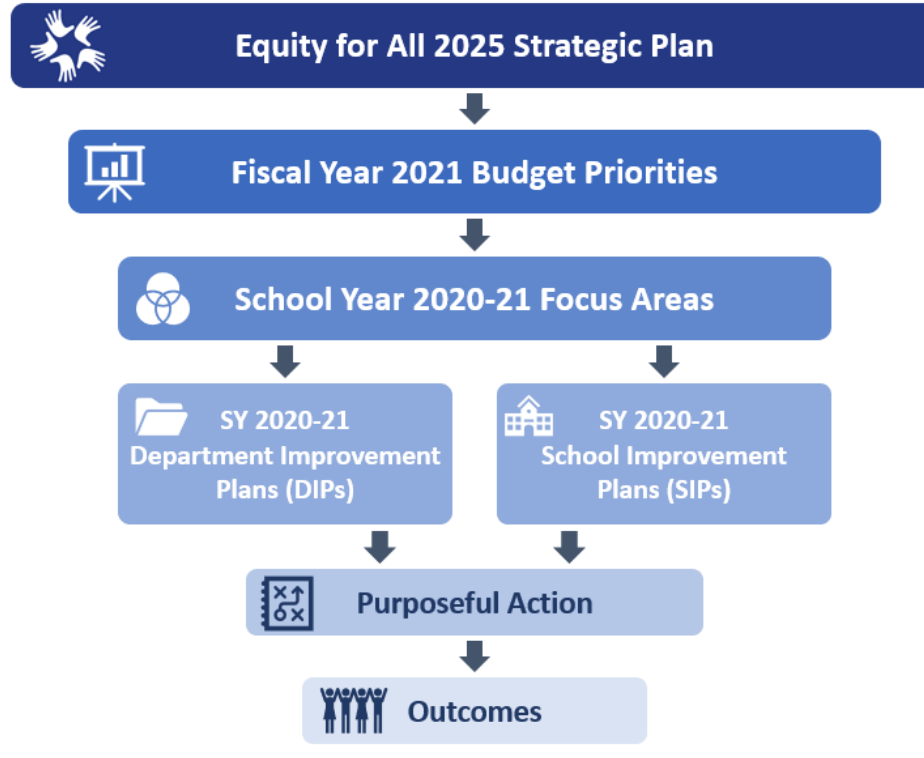 Equity for All 2025 Strategic Plan
Fiscal Year 2021 Budget Priorities
School Year 2020-21 Focus Areas
SY 2020-21
Department Improvement
Plans (DIPs)
SY 2020-21
School Improvement
Plans (SIPs)
Purposeful Action
Outcomes